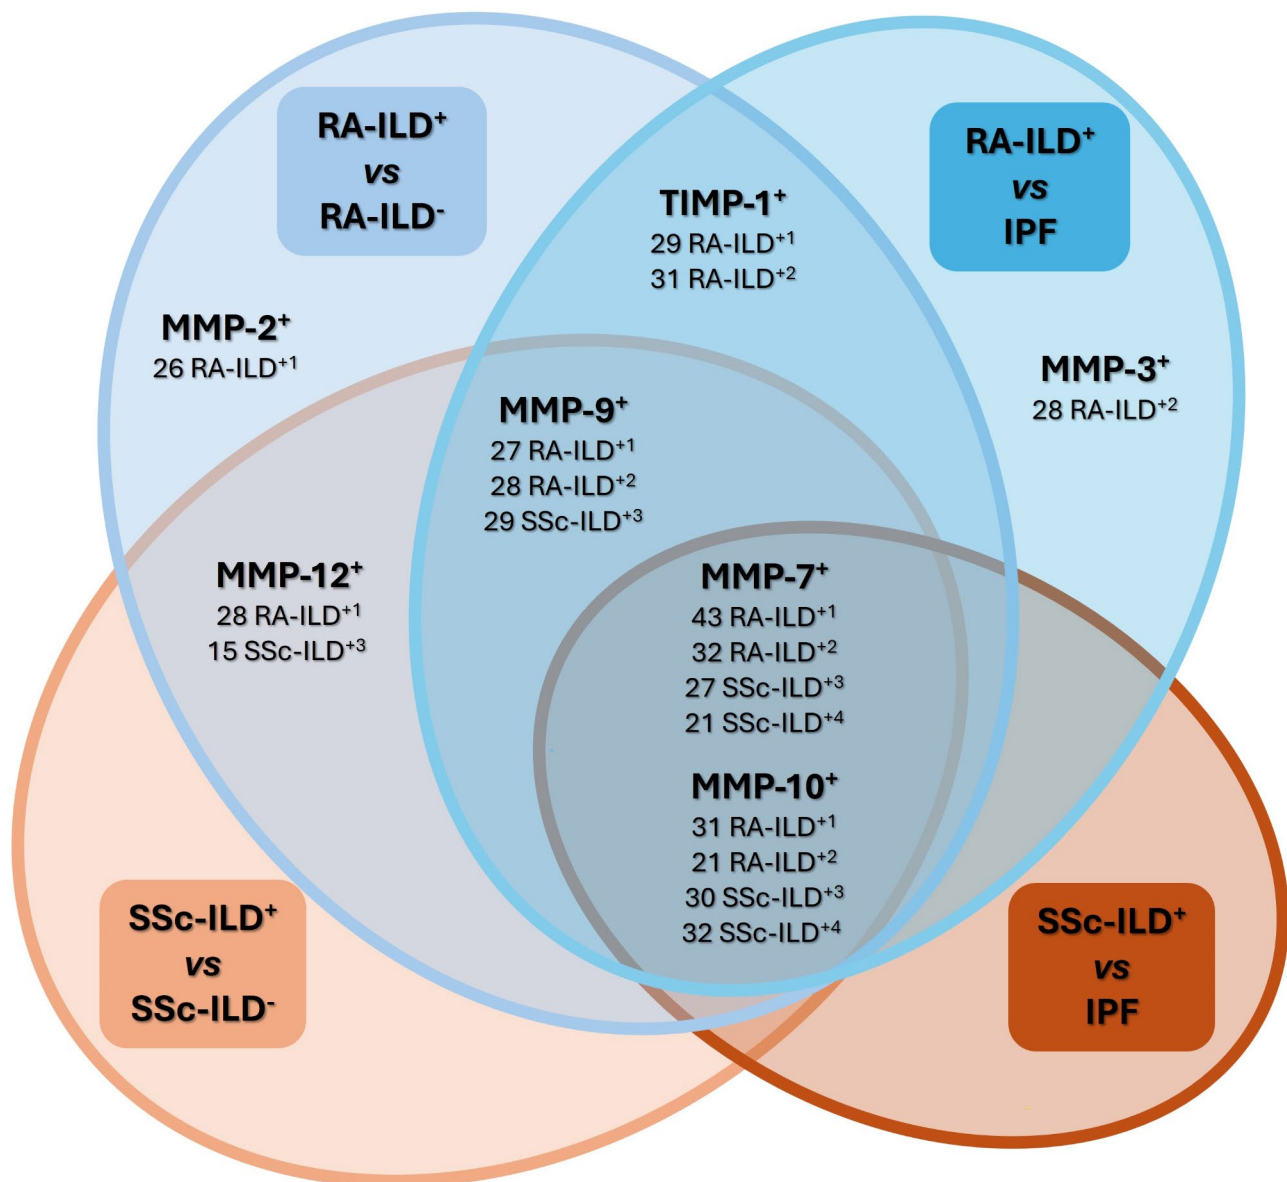 RA-ILD⁺
vs
RA-ILD⁻
RA-ILD⁺
vs
IPF
TIMP-1⁺
29 RA-ILD⁺¹
31 RA-ILD⁺²
MMP-2⁺
26 RA-ILD⁺¹
MMP-3⁺
28 RA-ILD⁺²
MMP-9⁺
27 RA-ILD⁺¹
28 RA-ILD⁺²
29 SSc-ILD⁺³
MMP-12⁺
28 RA-ILD⁺¹
15 SSc-ILD⁺³
MMP-7⁺
43 RA-ILD⁺¹
32 RA-ILD⁺²
27 SSc-ILD⁺³
21 SSc-ILD⁺⁴
MMP-10⁺
31 RA-ILD⁺¹
21 RA-ILD⁺²
30 SSc-ILD⁺³
32 SSc-ILD⁺⁴
SSc-ILD⁺
vs
SSc-ILD⁻
SSc-ILD⁺
vs
IPF